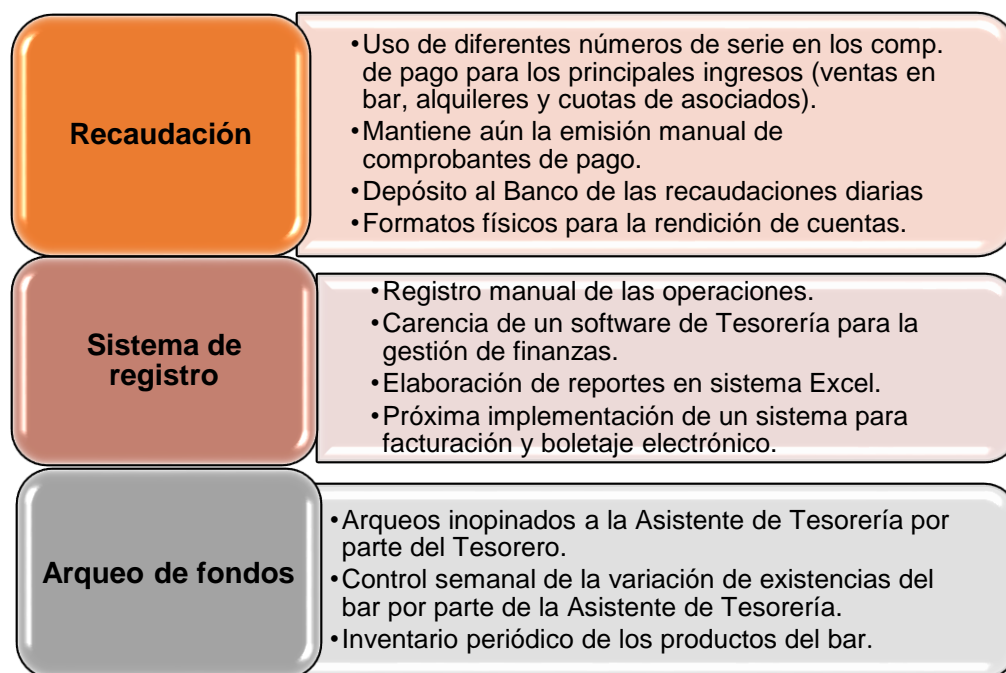 Recaudación
•Uso de diferentes números de serie en los comp.
de pago para los principales ingresos (ventas en
bar, alquileres y cuotas de asociados).
•Mantiene aún la emisión manual de
comprobantes de pago.
•Depósito al Banco de las recaudaciones diarias
•Formatos físicos para la rendición de cuentas.
Sistema de
registro
•Registro manual de las operaciones.
•Carencia de un software de Tesorería para la
gestión de finanzas.
•Elaboración de reportes en sistema Excel.
•Próxima implementación de un sistema para
facturación y boletaje electrónico.
Arqueo de fondos
•Arqueos inopinados a la Asistente de Tesorería por
parte del Tesorero.
•Control semanal de la variación de existencias del
bar por parte de la Asistente de Tesorería.
•Inventario periódico de los productos del bar.